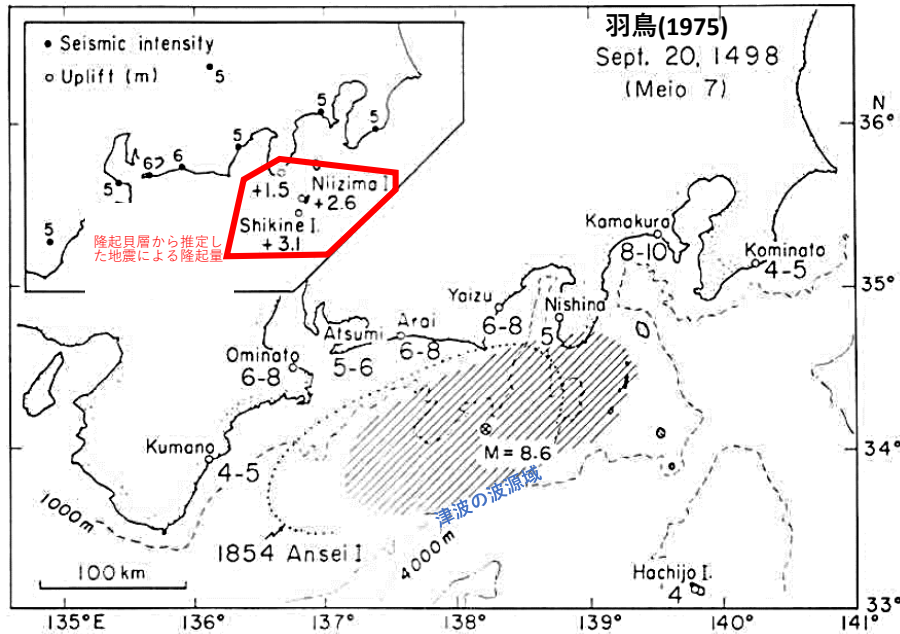 羽鳥(1975)
Sept. 20, 1498
(Meio 7)
• Seismic intensity
○ Uplift (m)
5
5
5
5
5
6
6?
5
5
+1.5
Niizima I.
+2.6
Shikine I.
+3.1
隆起貝層から推定し
た地震による隆起量
N
36°
35°
34°
33°
Kamakura
8-10
Kominato
4-5
Yaizu
6-8
Nishina
5
Atsumi
5-6
Arai
6-8
Ominato
6-8
Kumano
4-5
M = 8.6
津波の波源域
1000m
4000m
1854 Ansei I
100 km
Hachijo I.
4
135°E
136°
137°
138°
139°
140°
141°